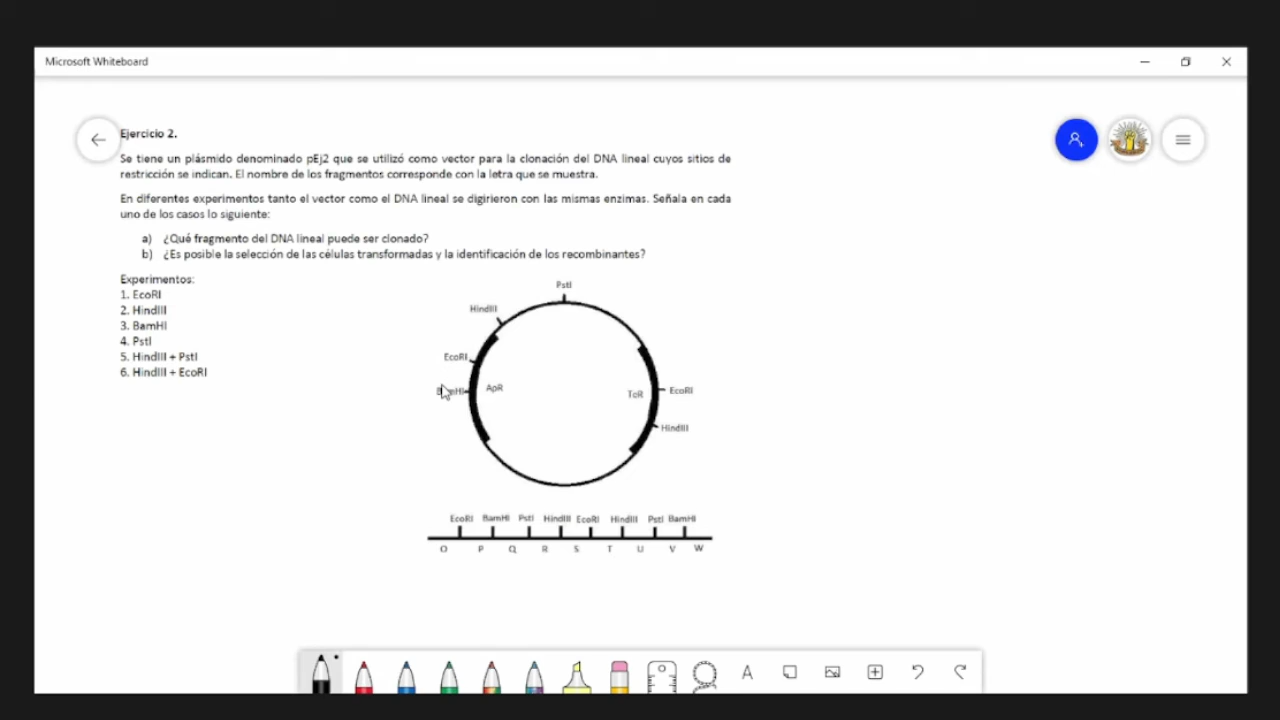 Microsoft Whiteboard
Ejercicio 2.
Se tiene un plásmido denominado pEj2 que se utilizó como vector para la clonación del DNA lineal cuyos sitios de
restricción se indican. El nombre de los fragmentos corresponde con la letra que se muestra.
En diferentes experimentos tanto el vector como el DNA lineal se digirieron con las mismas enzimas. Señala en cada
uno de los casos lo siguiente:
a) ¿Qué fragmento del DNA lineal puede ser clonado?
b) ¿Es posible la selección de las células transformadas y la identificación de los recombinantes?
Experimentos:
1. EcoRI
2. HindIII
3. BamHI
4. PstI
5. HindIII + PstI
6. HindIII + EcoRI
PstI
HindIII
EcoRI
ApR
TcR
EcoRI
HindIII
EcoRI BamHI PstI HindIII EcoRI HindIII PstI BamHI
O P Q R S T U V W
A